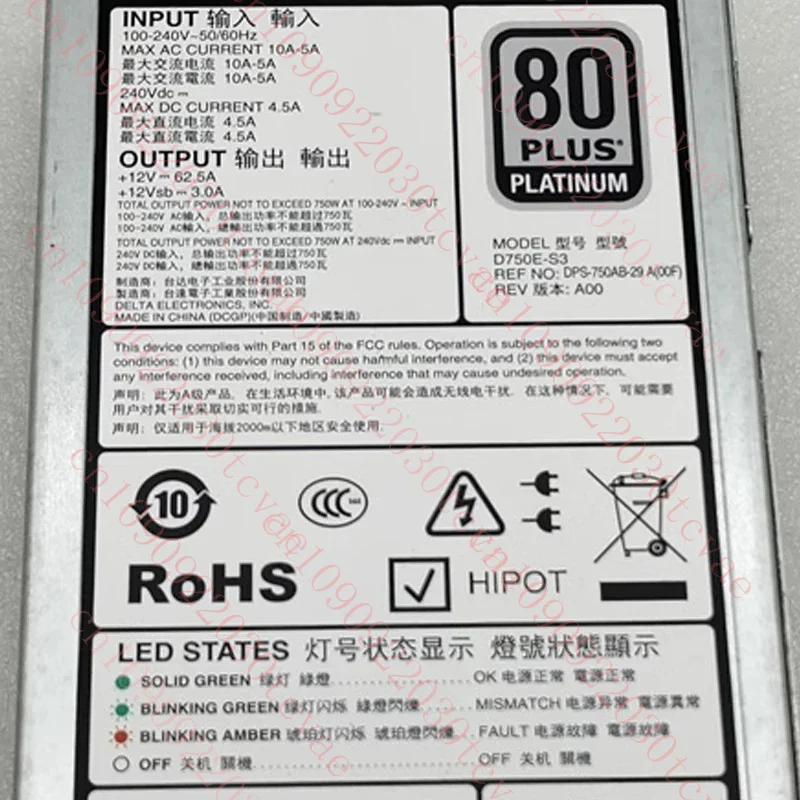 INPUT 输入 輸入
100-240V~50/60Hz
MAX AC CURRENT 10A-5A
最大交流电流 10A-5A
最大交流電流 10A-5A
240Vdc ⎓
MAX DC CURRENT 4.5A
最大直流电流 4.5A
最大直流電流 4.5A
OUTPUT 输出 輸出
+12V ⎓ 62.5A
+12Vsb ⎓ 3.0A
TOTAL OUTPUT POWER NOT TO EXCEED 750W AT 100-240V ~ INPUT
100-240V AC输入，总输出功率不能超过750瓦
100-240V AC輸入，總輸出功率不能超過750瓦
TOTAL OUTPUT POWER NOT TO EXCEED 750W AT 240Vdc ⎓ INPUT
240V DC输入，总输出功率不能超过750瓦
240V DC輸入，總輸出功率不能超過750瓦
制造商：台达电子工业股份有限公司
製造商：台達電子工業股份有限公司
DELTA ELECTRONICS, INC.
MADE IN CHINA (DCGP)(中国制造/中國製造)
80
PLUS®
PLATINUM
MODEL 型号 型號
D750E-S3
REF NO: DPS-750AB-29 A(00F)
REV 版本: A00
This device complies with Part 15 of the FCC rules. Operation is subject to the following two
conditions: (1) this device may not cause harmful interference, and (2) this device must accept
any interference received, including interference that may cause undesired operation.
声明：此为A级产品，在生活环境中,该产品可能会造成无线电干扰．在这种情况下,可能需要
用户对其干扰采取切实可行的措施．
声明：仅适用于海拔2000m以下地区安全使用．
10
CCC
RoHS
HIPOT
LED STATES 灯号状态显示 燈號狀態顯示
SOLID GREEN 绿灯 綠燈..........OK 电源正常 電源正常
BLINKING GREEN 绿灯闪烁 綠燈閃爍......MISMATCH 电源异常 電源異常
BLINKING AMBER 琥珀灯闪烁 琥珀燈閃爍....FAULT 电源故障 電源故障
OFF 关机 關機..........OFF 关机 關機
cn1090922030tcvae